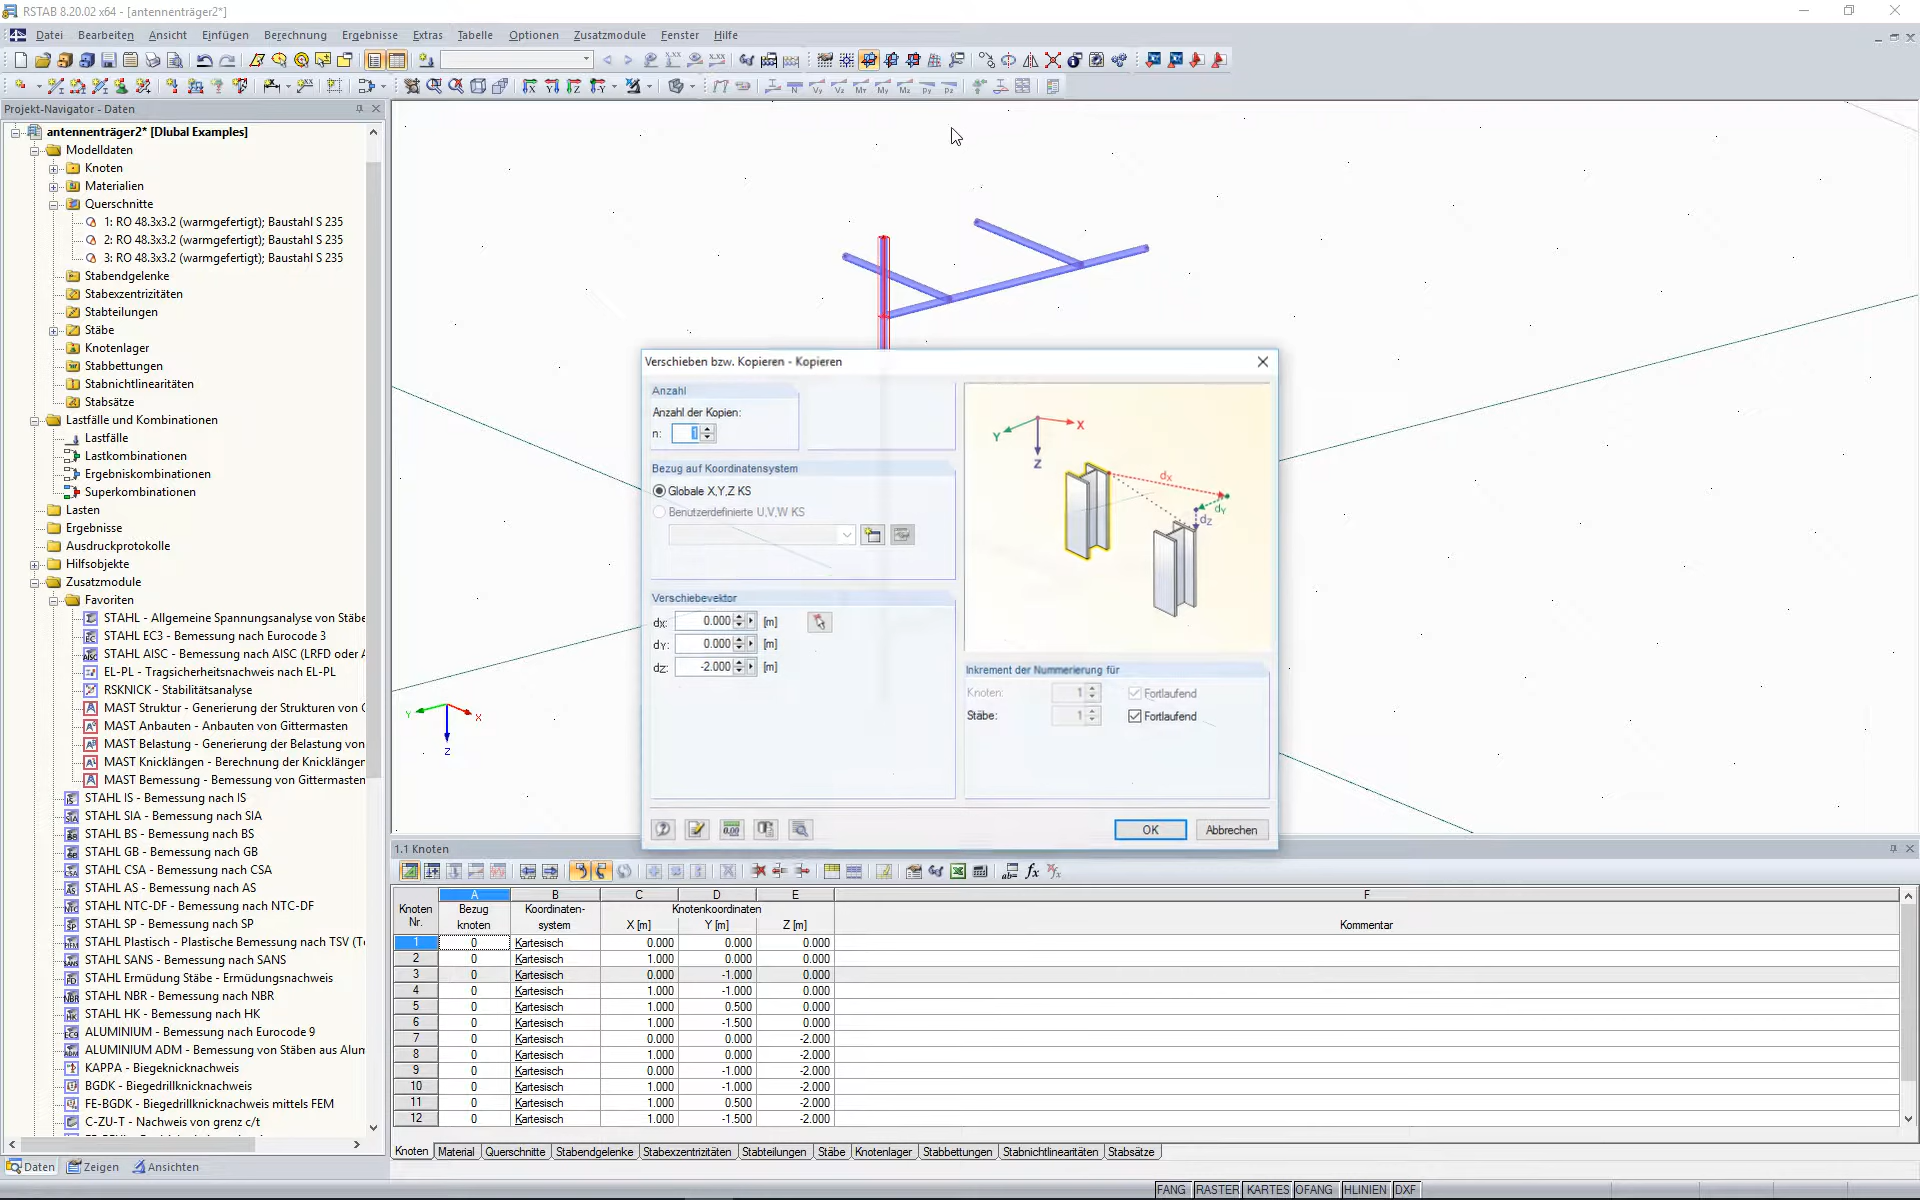 RSTAB 8.20.02 x64 - [antennenträger2*]
Datei Bearbeiten Ansicht Einfügen Berechnung Ergebnisse Extras Tabelle Optionen Zusatzmodule Fenster Hilfe
Projekt-Navigator - Daten
antennenträger2* [Dlubal Examples]
Modelldaten
Knoten
Materialien
Querschnitte
1: RO 48.3x3.2 (warmgefertigt); Baustahl S 235
2: RO 48.3x3.2 (warmgefertigt); Baustahl S 235
3: RO 48.3x3.2 (warmgefertigt); Baustahl S 235
Stabendgelenke
Stabexzentrizitäten
Stabteilungen
Stäbe
Knotenlager
Stabbettungen
Stabnichtlinearitäten
Stabsätze
Lastfälle und Kombinationen
Lastfälle
Lastkombinationen
Ergebniskombinationen
Superkombinationen
Lasten
Ergebnisse
Ausdruckprotokolle
Hilfsobjekte
Zusatzmodule
Favoriten
STAHL - Allgemeine Spannungsanalyse von Stäbe
STAHL EC3 - Bemessung nach Eurocode 3
STAHL AISC - Bemessung nach AISC (LRFD oder A
EL-PL - Tragsicherheitsnachweis nach EL-PL
RSKNICK - Stabilitätsanalyse
MAST Struktur - Generierung der Strukturen von G
MAST Anbauten - Anbauten von Gittermasten
MAST Belastung - Generierung der Belastung von
MAST Knicklängen - Berechnung der Knicklängen
MAST Bemessung - Bemessung von Gittermasten
STAHL IS - Bemessung nach IS
STAHL SIA - Bemessung nach SIA
STAHL BS - Bemessung nach BS
STAHL GB - Bemessung nach GB
STAHL CSA - Bemessung nach CSA
STAHL AS - Bemessung nach AS
STAHL NTC-DF - Bemessung nach NTC-DF
STAHL SP - Bemessung nach SP
STAHL Plastisch - Plastische Bemessung nach TSV (Te
STAHL SANS - Bemessung nach SANS
STAHL Ermüdung Stäbe - Ermüdungsnachweis
STAHL NBR - Bemessung nach NBR
STAHL HK - Bemessung nach HK
ALUMINIUM - Bemessung nach Eurocode 9
ALUMINIUM ADM - Bemessung von Stäben aus Alum
KAPPA - Biegeknicknachweis
BGDK - Biegedrillknicknachweis
FE-BGDK - Biegedrillknicknachweis mittels FEM
C-ZU-T - Nachweis von grenz c/t
Daten Zeigen Ansichten
Y X
Z
Verschieben bzw. Kopieren - Kopieren
Anzahl
Anzahl der Kopien:
n: 1
Bezug auf Koordinatensystem
Globale X,Y,Z KS
Benutzerdefinierte U,V,W KS
Verschiebevektor
dX: 0.000 [m]
dY: 0.000 [m]
dZ: -2.000 [m]
Y X
Z
dX
dY
dZ
Inkrement der Nummerierung für
Knoten: 1 Fortlaufend
Stäbe: 1 Fortlaufend
OK Abbrechen
1.1 Knoten
A B C D E F
Knoten Bezug Koordinaten- Knotenkoordinaten
Nr. knoten system X [m] Y [m] Z [m] Kommentar
1 0 Kartesisch 0.000 0.000 0.000
2 0 Kartesisch 1.000 0.000 0.000
3 0 Kartesisch 0.000 -1.000 0.000
4 0 Kartesisch 1.000 -1.000 0.000
5 0 Kartesisch 1.000 0.500 0.000
6 0 Kartesisch 1.000 -1.500 0.000
7 0 Kartesisch 0.000 0.000 -2.000
8 0 Kartesisch 1.000 0.000 -2.000
9 0 Kartesisch 0.000 -1.000 -2.000
10 0 Kartesisch 1.000 -1.000 -2.000
11 0 Kartesisch 1.000 0.500 -2.000
12 0 Kartesisch 1.000 -1.500 -2.000
Knoten Material Querschnitte Stabendgelenke Stabexzentrizitäten Stabteilungen Stäbe Knotenlager Stabbettungen Stabnichtlinearitäten Stabsätze
FANG RASTER KARTES OFANG HLINIEN DXF